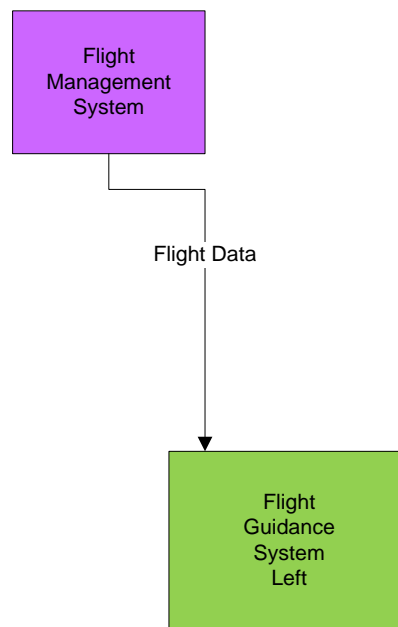 Flight
Management
System
Flight Data
Flight
Guidance
System
Left